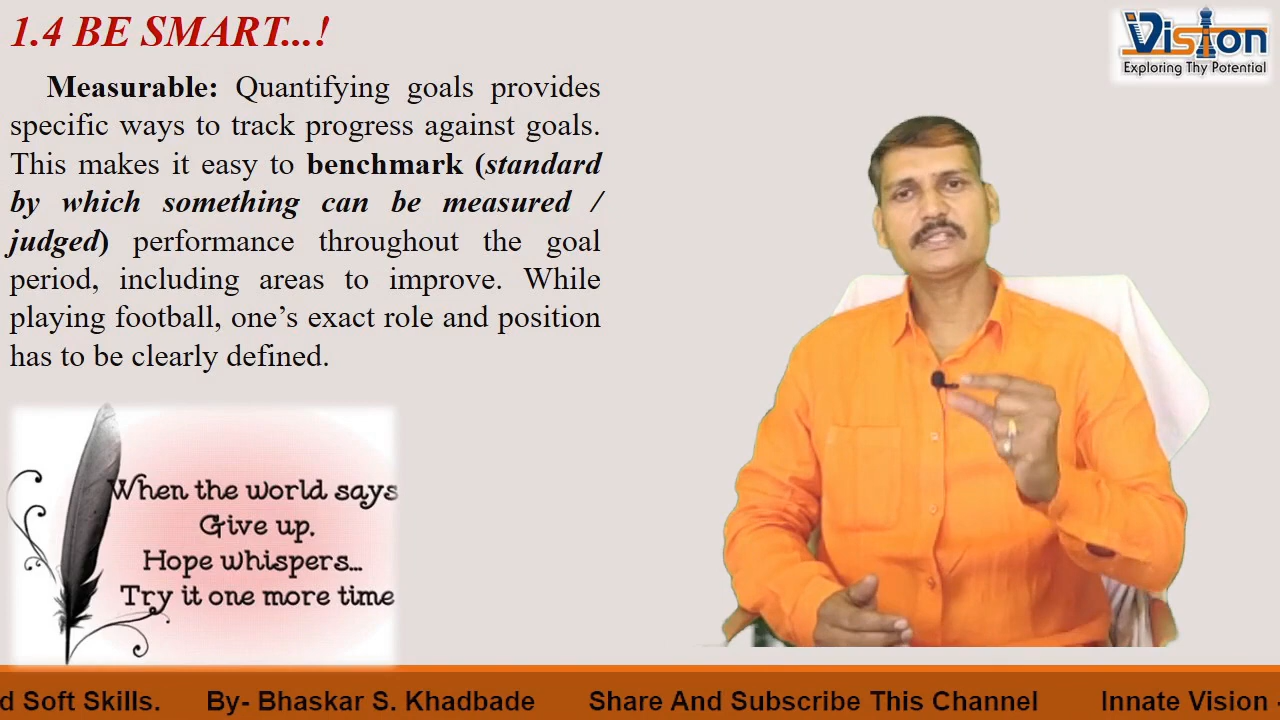 1.4 BE SMART...!
Measurable: Quantifying goals provides
specific ways to track progress against goals.
This makes it easy to benchmark (standard
by which something can be measured /
judged) performance throughout the goal
period, including areas to improve. While
playing football, one’s exact role and position
has to be clearly defined.
iVision
Exploring Thy Potential
When the world says
Give up,
Hope whispers...
Try it one more time
d Soft Skills. By- Bhaskar S. Khadbade Share And Subscribe This Channel Innate Vision